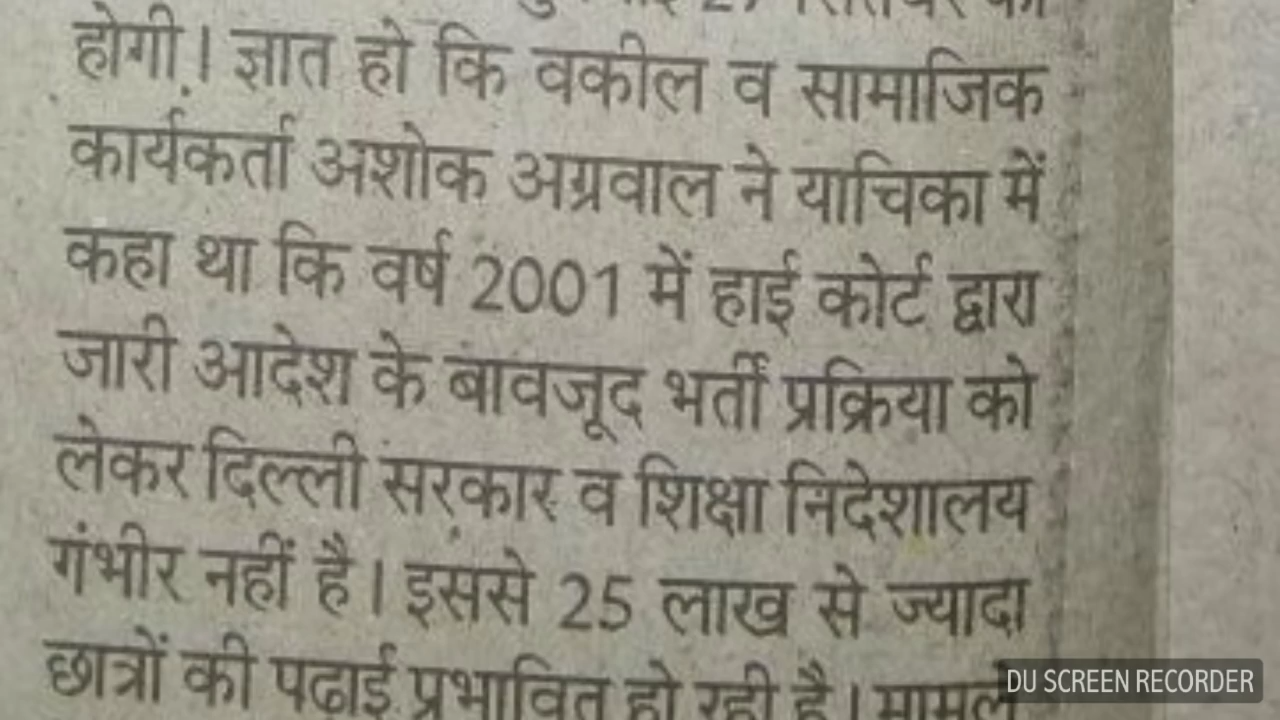 होगी। ज्ञात हो कि वकील व सामाजिक
कार्यकर्ता अशोक अग्रवाल ने याचिका में
कहा था कि वर्ष 2001 में हाई कोर्ट द्वारा
जारी आदेश के बावजूद भर्ती प्रक्रिया को
लेकर दिल्ली सरकार व शिक्षा निदेशालय
गंभीर नहीं है। इससे 25 लाख से ज्यादा
छात्रों की पढ़ाई प्रभावित हो रही है। मामले
DU SCREEN RECORDER